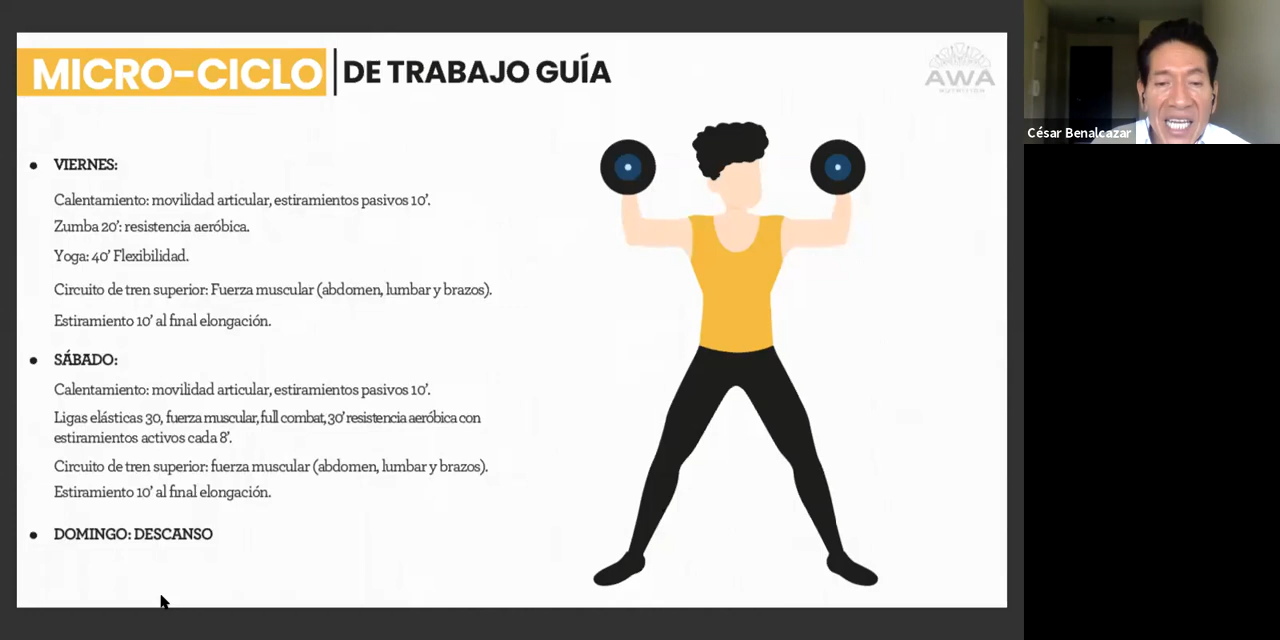 MICRO-CICLO DE TRABAJO GUÍA
AWA
NUTRITION
César Benalcazar
• VIERNES:
Calentamiento: movilidad articular, estiramientos pasivos 10’.
Zumba 20’: resistencia aeróbica.
Yoga: 40’ Flexibilidad.
Circuito de tren superior: Fuerza muscular (abdomen, lumbar y brazos).
Estiramiento 10’ al final elongación.
• SÁBADO:
Calentamiento: movilidad articular, estiramientos pasivos 10’.
Ligas elásticas 30, fuerza muscular, full combat, 30’ resistencia aeróbica con
estiramientos activos cada 8’.
Circuito de tren superior: fuerza muscular (abdomen, lumbar y brazos).
Estiramiento 10’ al final elongación.
• DOMINGO: DESCANSO